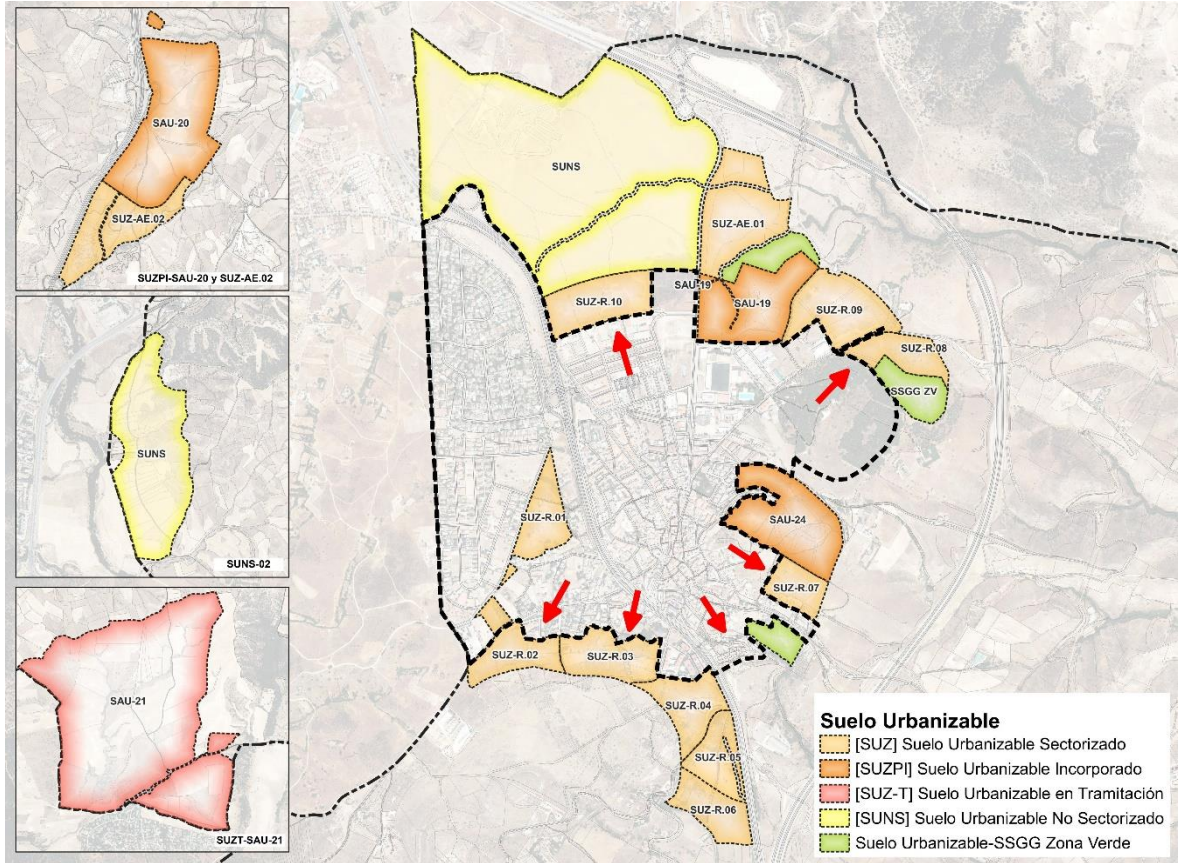 SAU-20
SUZ-AE.02
SUZPI-SAU-20 y SUZ-AE.02
SUNS
SUNS-02
SAU-21
SUZT-SAU-21
SUNS
SUZ-AE.01
SAU-19
SUZ-R.10
SAU-19
SUZ-R.09
SUZ-R.08
SSGG ZV
SUZ-R.01
SAU-24
SUZ-R.07
SUZ-R.02
SUZ-R.03
SUZ-R.04
SUZ-R.05
SUZ-R.06
Suelo Urbanizable
[SUZ] Suelo Urbanizable Sectorizado
[SUZPI] Suelo Urbanizable Incorporado
[SUZ-T] Suelo Urbanizable en Tramitación
[SUNS] Suelo Urbanizable No Sectorizado
Suelo Urbanizable-SSGG Zona Verde